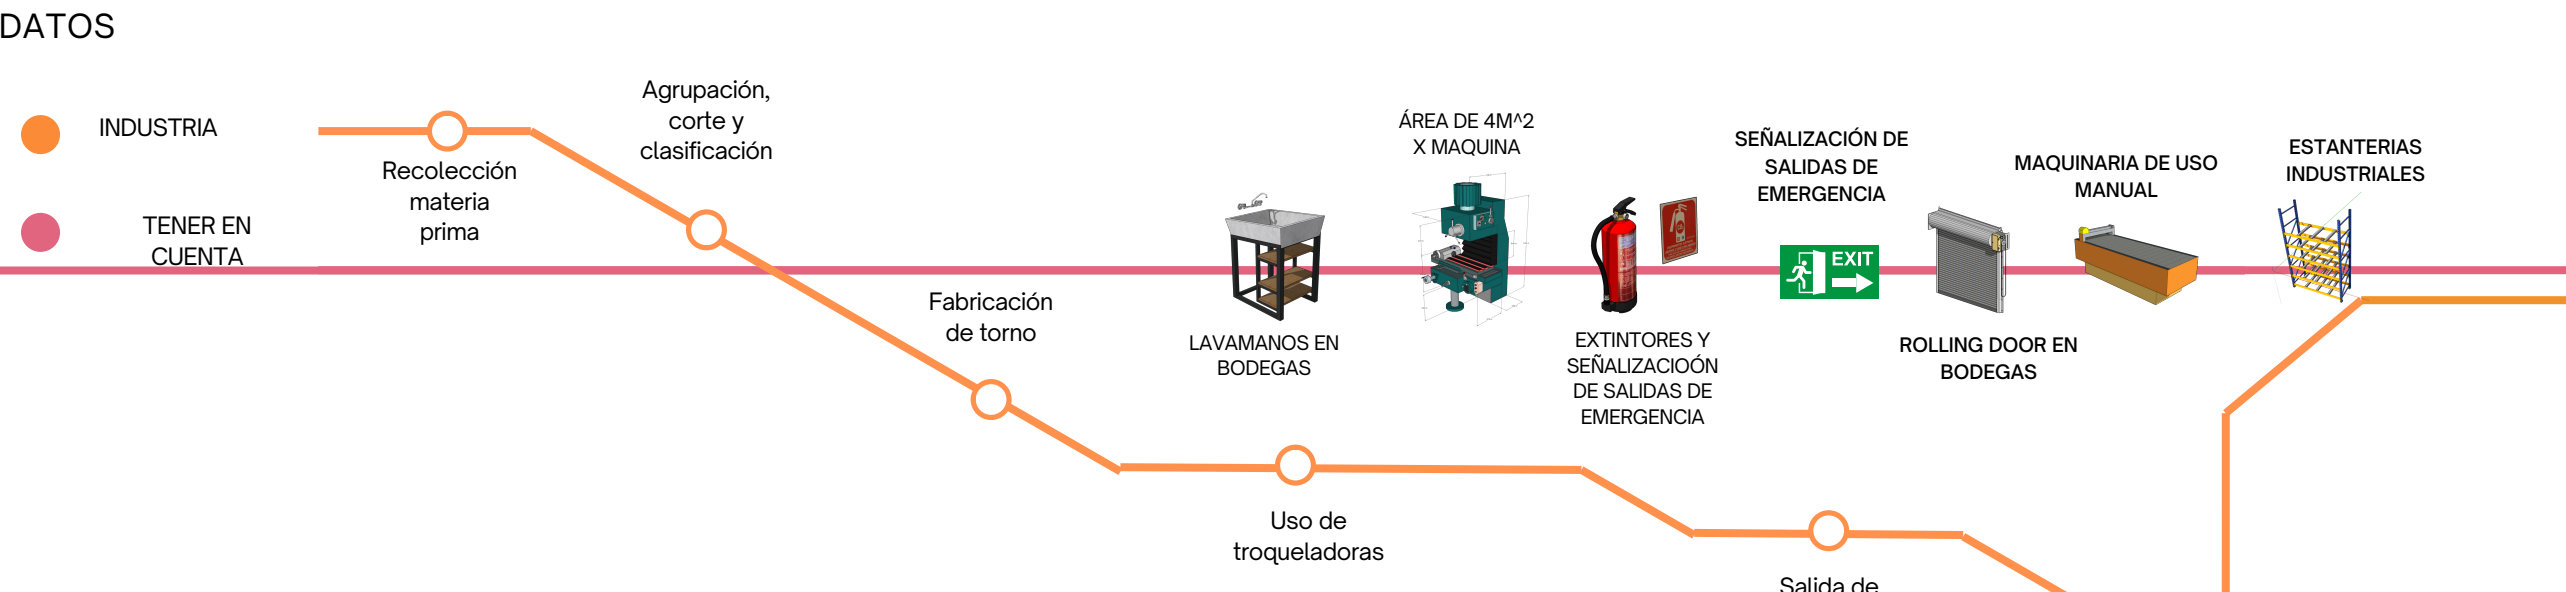 DATOS
INDUSTRIA
TENER EN
CUENTA
Recolección
materia
prima
Agrupación,
corte y
clasificación
Fabricación
de torno
LAVAMANOS EN
BODEGAS
ÁREA DE 4M^2
X MAQUINA
EXTINTORES Y
SEÑALIZACIOÓN
DE SALIDAS DE
EMERGENCIA
SEÑALIZACIÓN DE
SALIDAS DE
EMERGENCIA
EXIT
ROLLING DOOR EN
BODEGAS
MAQUINARIA DE USO
MANUAL
ESTANTERIAS
INDUSTRIALES
Uso de
troqueladoras
Salida de